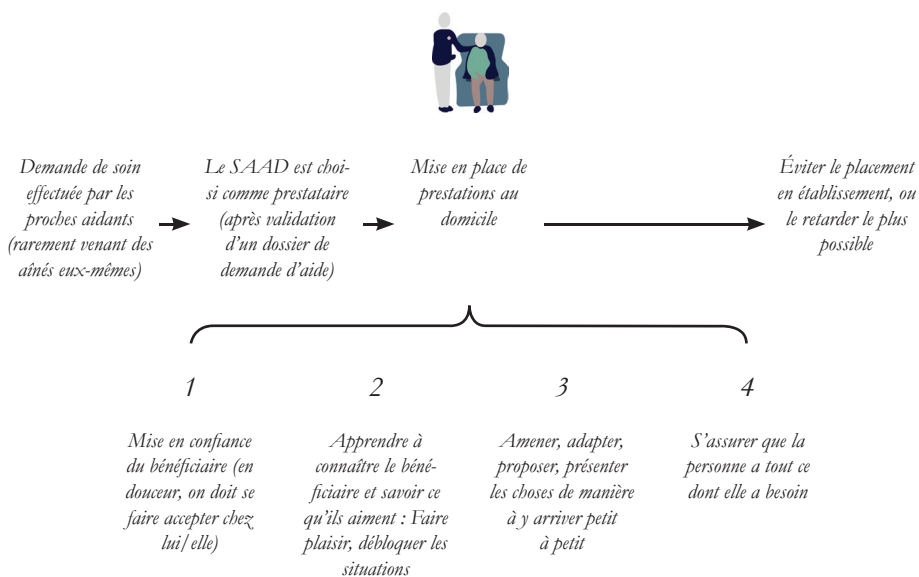 Demande de soin
effectuée par les
proches aidants
(rarement venant des
aînés eux-mêmes)
Le SAAD est choi-
si comme prestataire
(après validation
d'un dossier de
demande d'aide)
Mise en place de
prestations au
domicile
Éviter le placement
en établissement, ou
le retarder le plus
possible
1
Mise en confiance
du bénéficiaire (en
douceur, on doit se
faire accepter chez
lui/elle)
2
Apprendre à
connaître le béné-
ficiaire et savoir ce
qu'ils aiment : Faire
plaisir, débloquer les
situations
3
Amener, adapter,
proposer, présenter
les choses de manière
à y arriver petit
à petit
4
S'assurer que la
personne a tout ce
dont elle a besoin